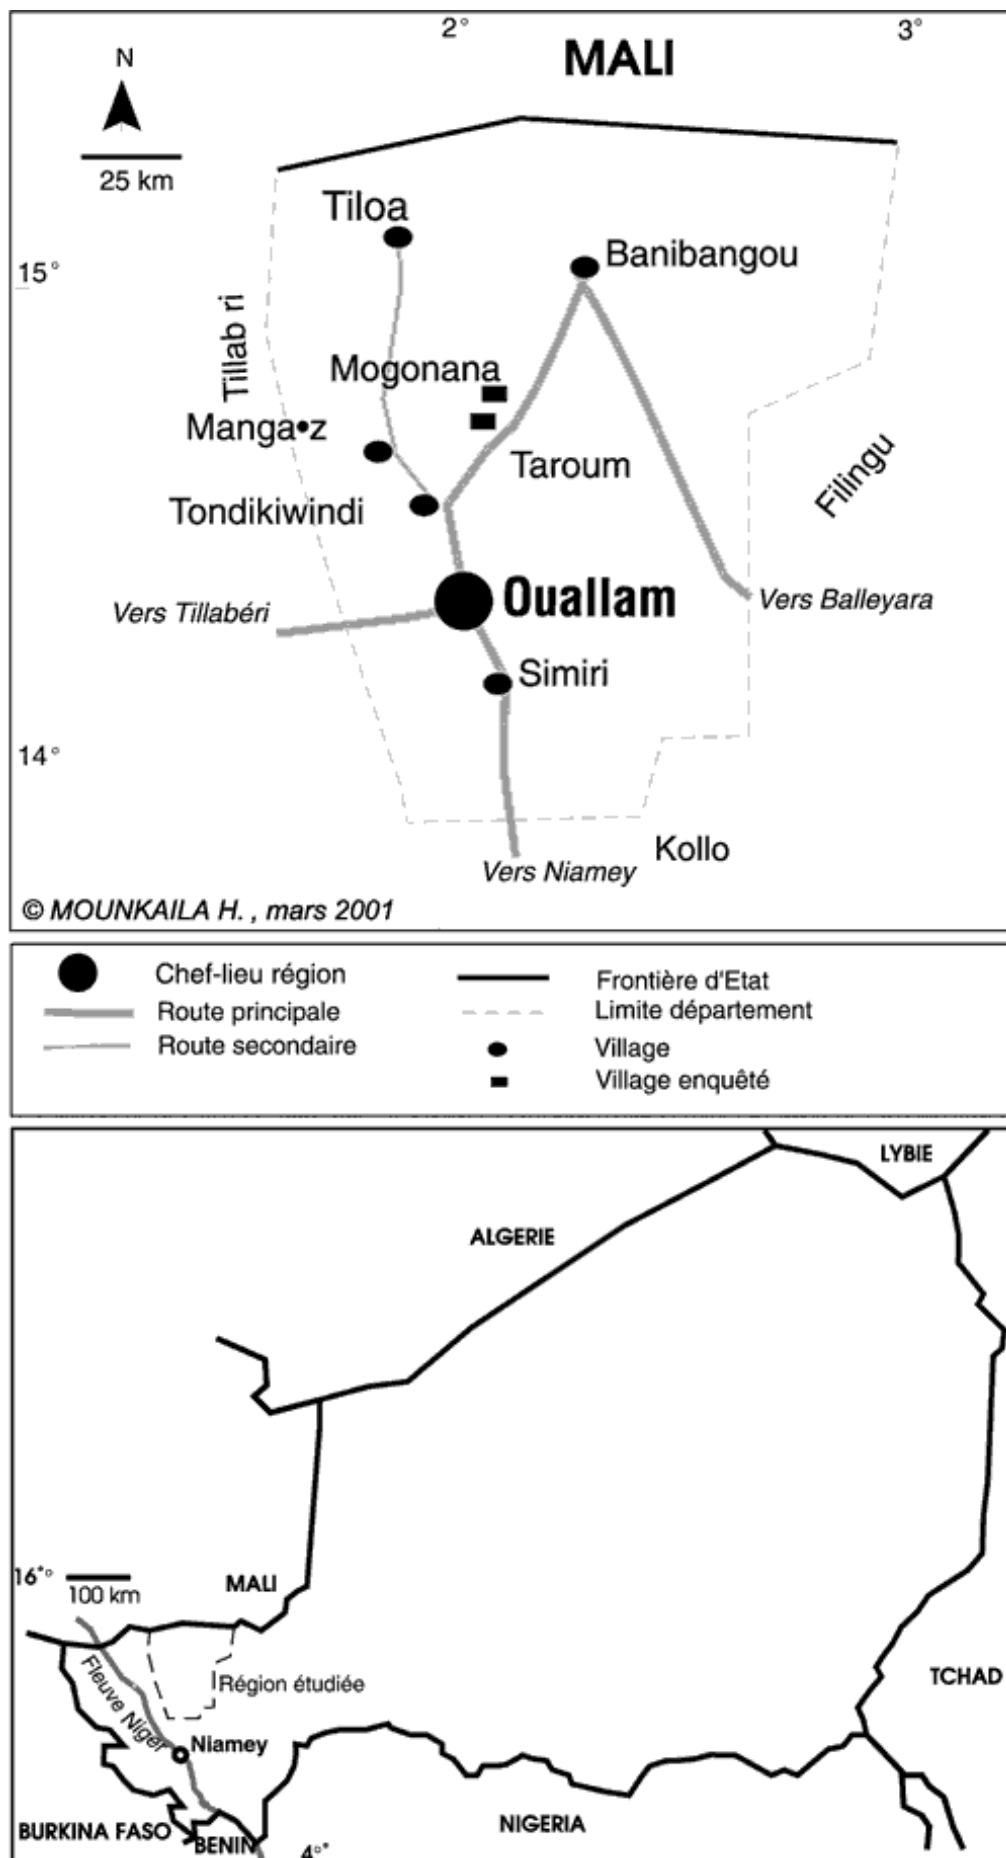 2°
3°
MALI
N
25 km
Tiloa
15°
Banibangou
Tillab ri
Mogonana
Manga•z
Taroum
Filingu
Tondikiwindi
Ouallam
Vers Tillabéri
Vers Balleyara
Simiri
14°
Kollo
Vers Niamey
© MOUNKAILA H. , mars 2001
Chef-lieu région
Frontière d'Etat
Route principale
Limite département
Route secondaire
Village
Village enquêté
LYBIE
ALGERIE
16°
100 km
MALI
Fleuve Niger
Région étudiée
TCHAD
Niamey
BURKINA FASO
BENIN
NIGERIA
4°